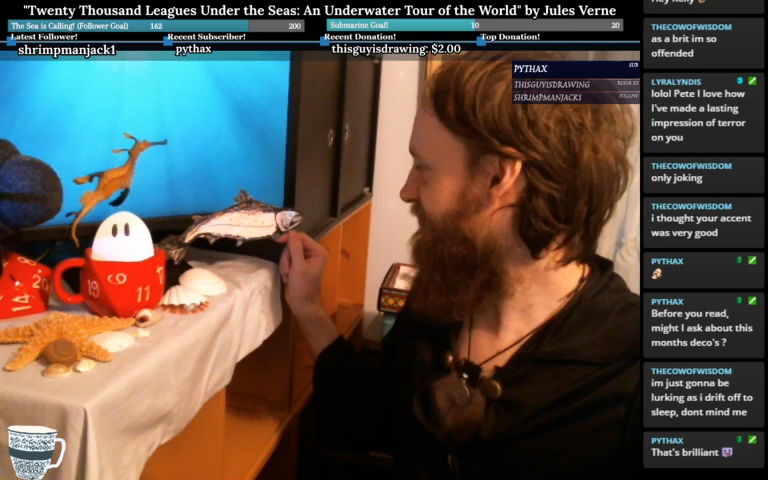 "Twenty Thousand Leagues Under the Seas: An Underwater Tour of the World" by Jules Verne
The Sea is Calling! (Follower Goal) 162 200
Submarine Goal! 10 20
Latest Follower! Recent Subscriber! Recent Donation! Top Donation!
shrimpmanjack1 pythax thisguyisdrawing: $2.00
PYTHAX SUB
THISGUYISDRAWING
SHRIMPMANJACK1 FOLLOW
14
20
19
9
11
THECOWOFWISDOM
as a brit im so
offended
LYRALYNDIS
lolol Pete I love how
I've made a lasting
impression of terror
on you
THECOWOFWISDOM
only joking
THECOWOFWISDOM
i thought your accent
was very good
PYTHAX
PYTHAX
Before you read,
might I ask about this
months deco's ?
THECOWOFWISDOM
im just gonna be
lurking as i drift off to
sleep, dont mind me
PYTHAX
That's brilliant